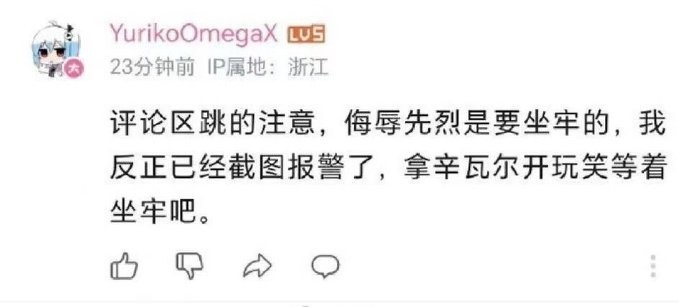 YurikoOmegaX LV5
大
23分钟前 IP属地：浙江
评论区跳的注意，侮辱先烈是要坐牢的，我
反正已经截图报警了，拿辛瓦尔开玩笑等着
坐牢吧。